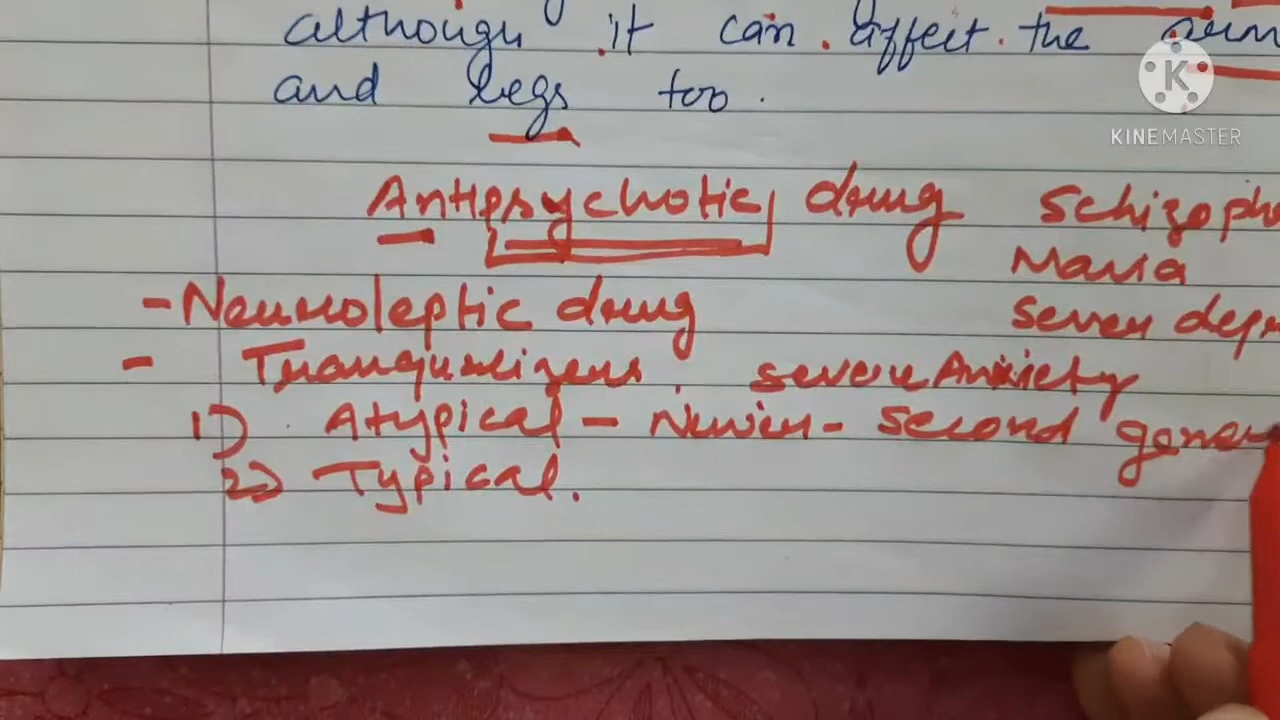 although it can affect the
and legs too.
KINEMASTER
Antipsychotic drug Schizoph
Mania
- Neuroleptic drug severe depr
- Tranquilizers severe Anxiety
1) Atypical - Newer - Second gener
2) Typical.